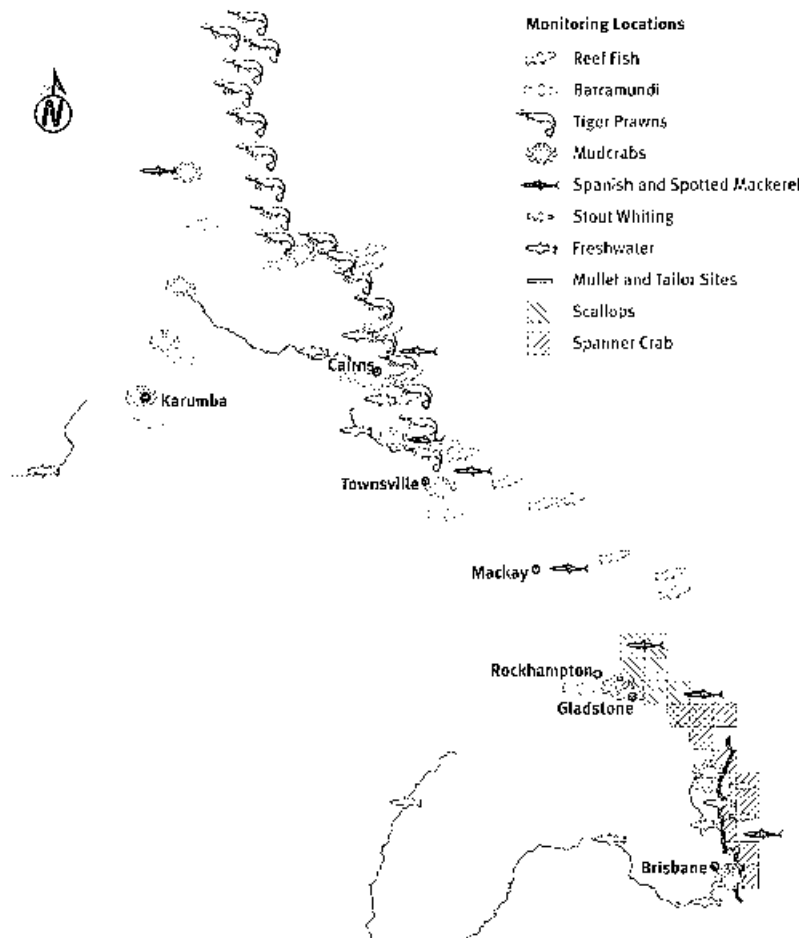 Monitoring Locations
Reef Fish
Barramundi
Tiger Prawns
Mudcrabs
Spanish and Spotted Mackerel
Stout Whiting
Freshwater
Mullet and Tailor Sites
Scallops
Spanner Crab
N
Cairns
Karumba
Townsville
Mackay
Rockhampton
Gladstone
Brisbane